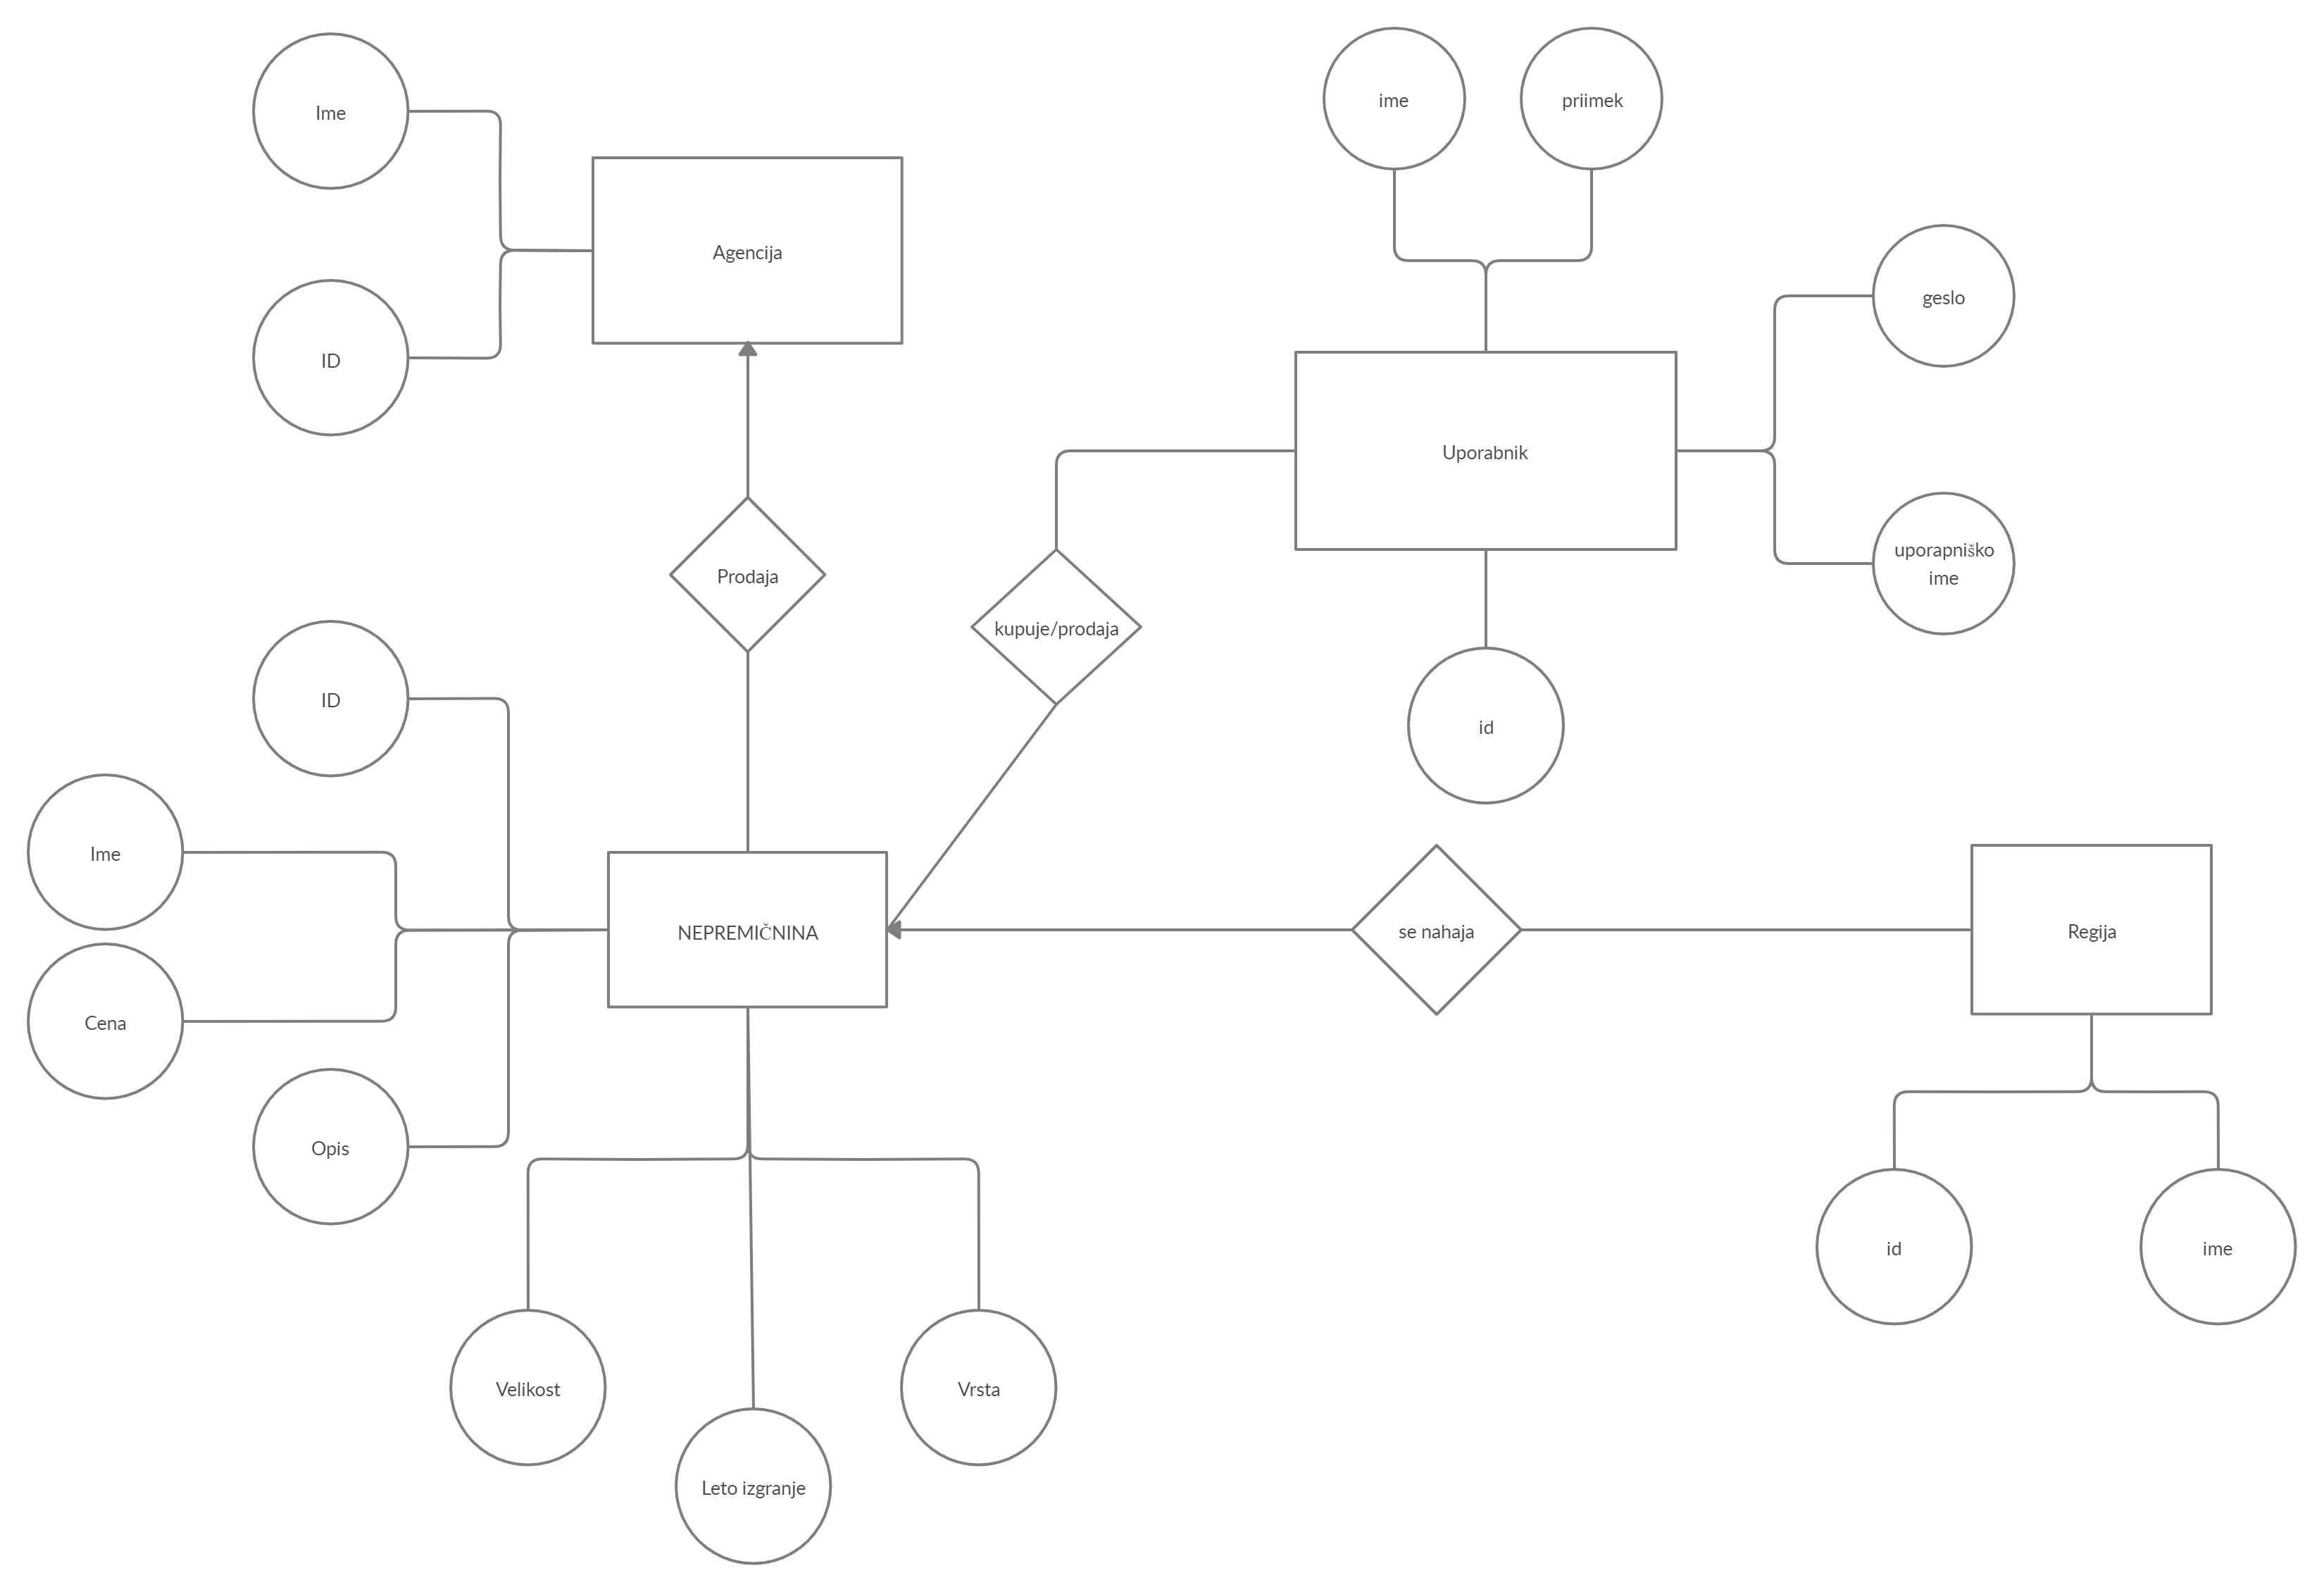 ime
priimek
Ime
Agencija
geslo
ID
Uporabnik
uporapniško
ime
Prodaja
kupuje/prodaja
ID
id
Ime
NEPREMIČNINA
se nahaja
Regija
Cena
Opis
id
ime
Velikost
Vrsta
Leto izgranje